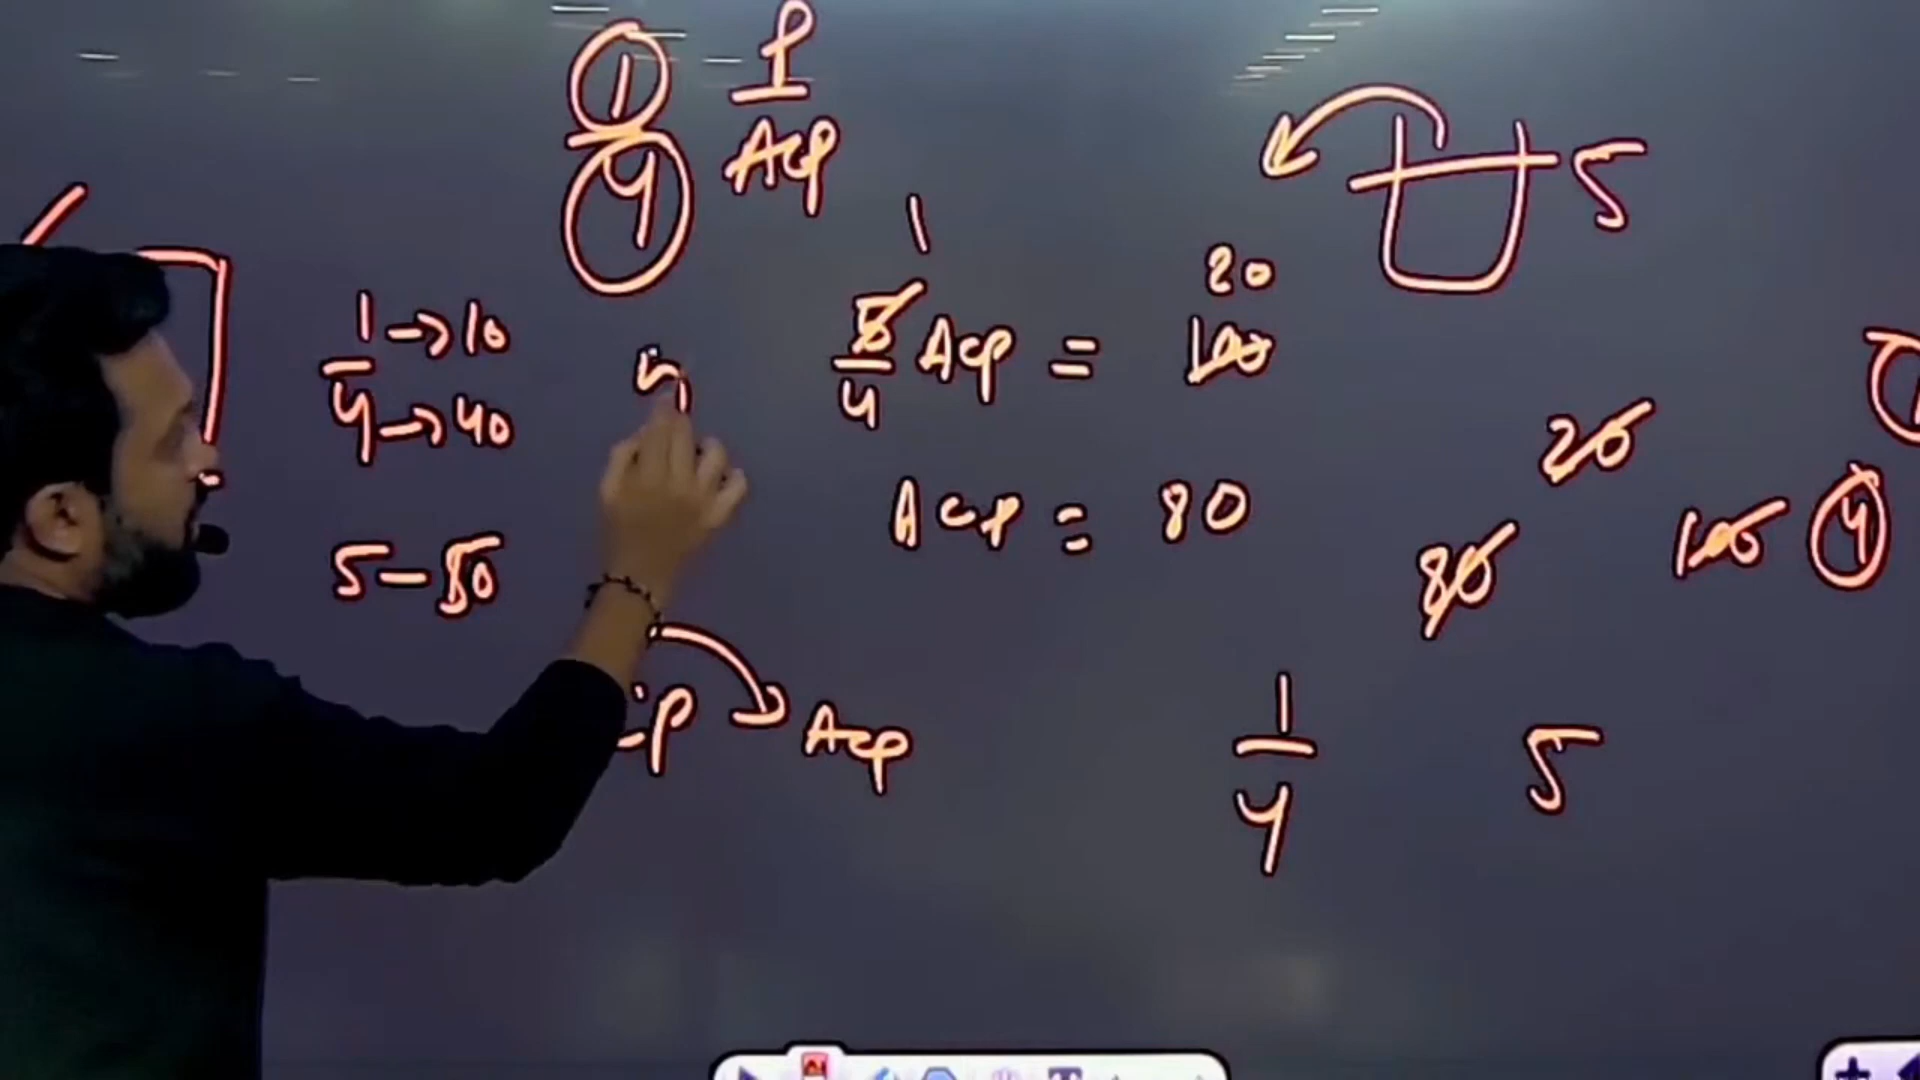 1/4 P/Acp
5
1
20
1/4 → 10 → 40
5/4 Acp = 100
20
Acp = 80
100 4
5 – 50
80
cp Acp
1/4 5